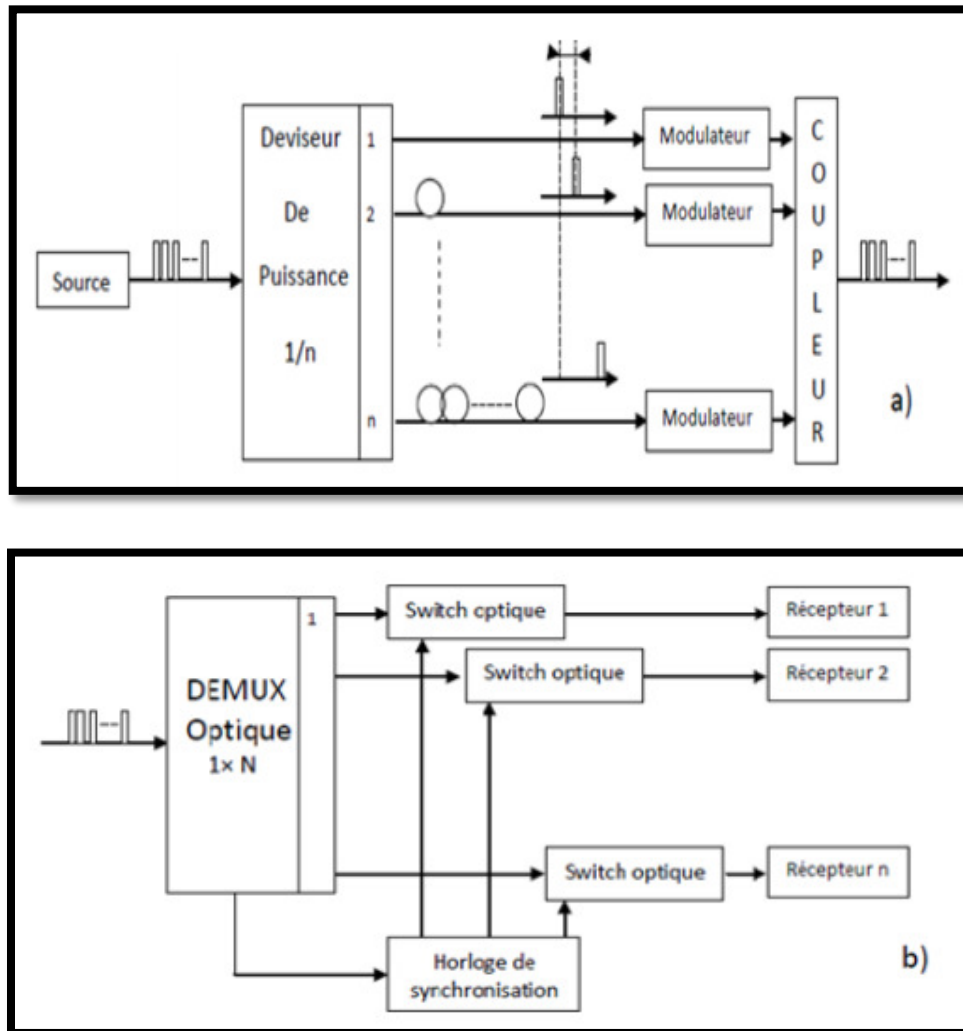 Source
Deviseur
De
Puissance
1/n
1
2
n
Modulateur
Modulateur
Modulateur
C
O
U
P
L
E
U
R
a)
DEMUX
Optique
1× N
1
Switch cptique
Récepteur 1
Switch optique
Récepteur 2
Switch optique
Récepteur n
Horloge de
synchronisation
b)